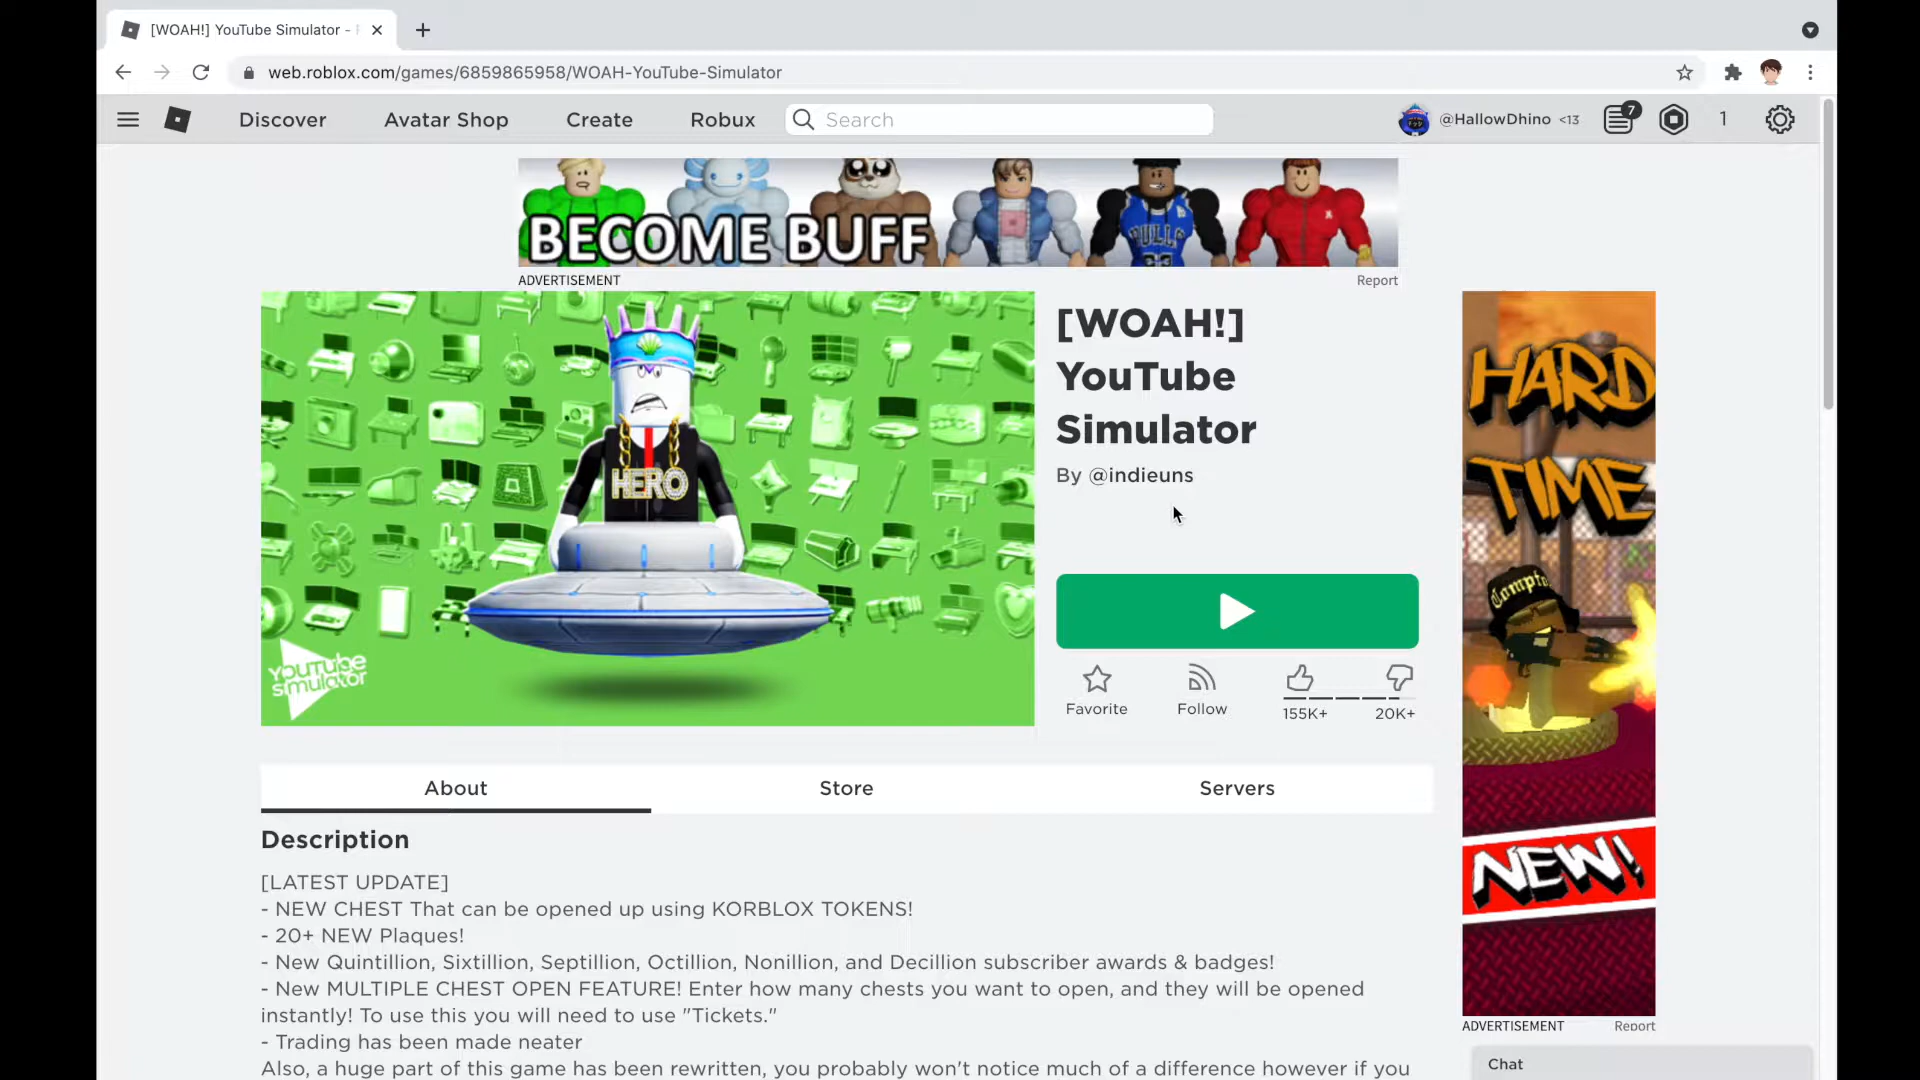 [WOAH!] YouTube Simulator -
web.roblox.com/games/6859865958/WOAH-YouTube-Simulator
Discover
Avatar Shop
Create
Robux
Search
@HallowDhino <13
7
1
BECOME BUFF
BULLS
ADVERTISEMENT
Report
HERO
YouTube
simulator
[WOAH!]
YouTube
Simulator
By @indieuns
Favorite
Follow
155K+
20K+
HARD
TIME
Compton
NEW!
ADVERTISEMENT
Report
About
Store
Servers
Description
[LATEST UPDATE]
- NEW CHEST That can be opened up using KORBLOX TOKENS!
- 20+ NEW Plaques!
- New Quintillion, Sixtillion, Septillion, Octillion, Nonillion, and Decillion subscriber awards & badges!
- New MULTIPLE CHEST OPEN FEATURE! Enter how many chests you want to open, and they will be opened
instantly! To use this you will need to use "Tickets."
- Trading has been made neater
Also, a huge part of this game has been rewritten, you probably won't notice much of a difference however if you
Chat